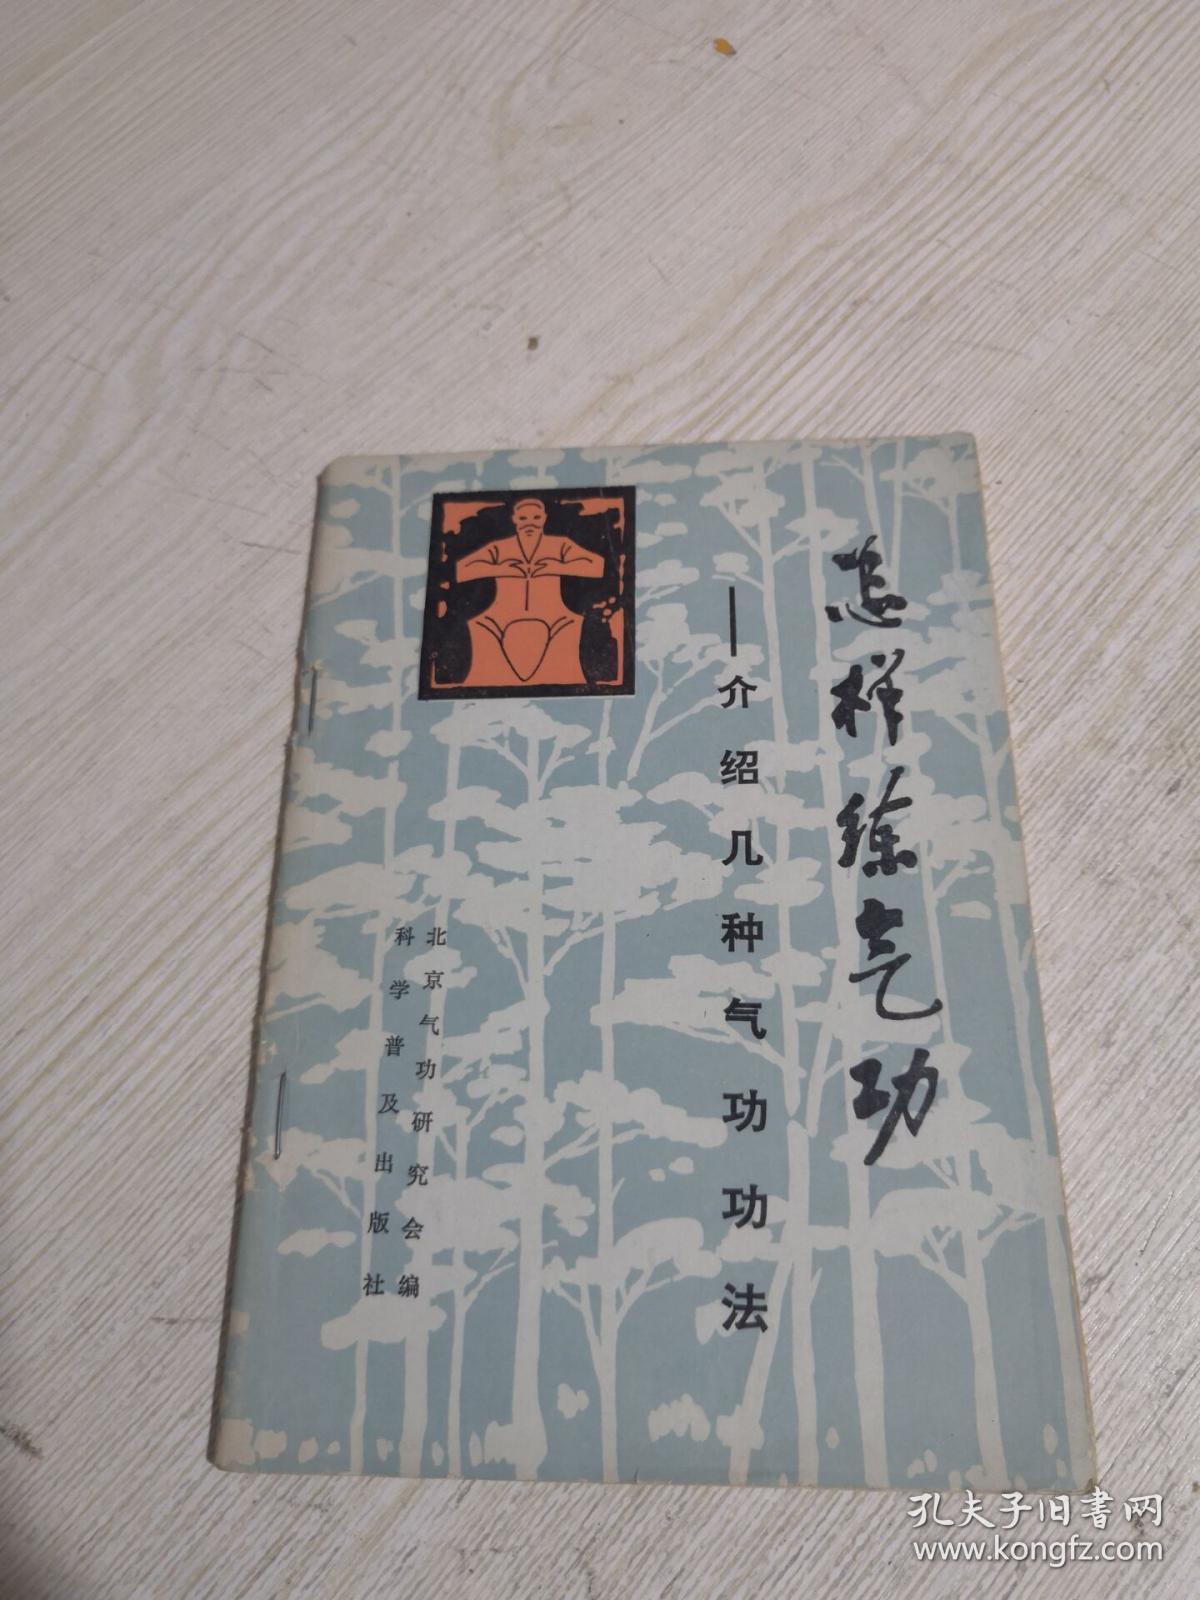 怎样练气功
——介绍几种气功功法
北京气功研究会编
科学普及出版社
孔夫子旧书网
www.kongfz.com